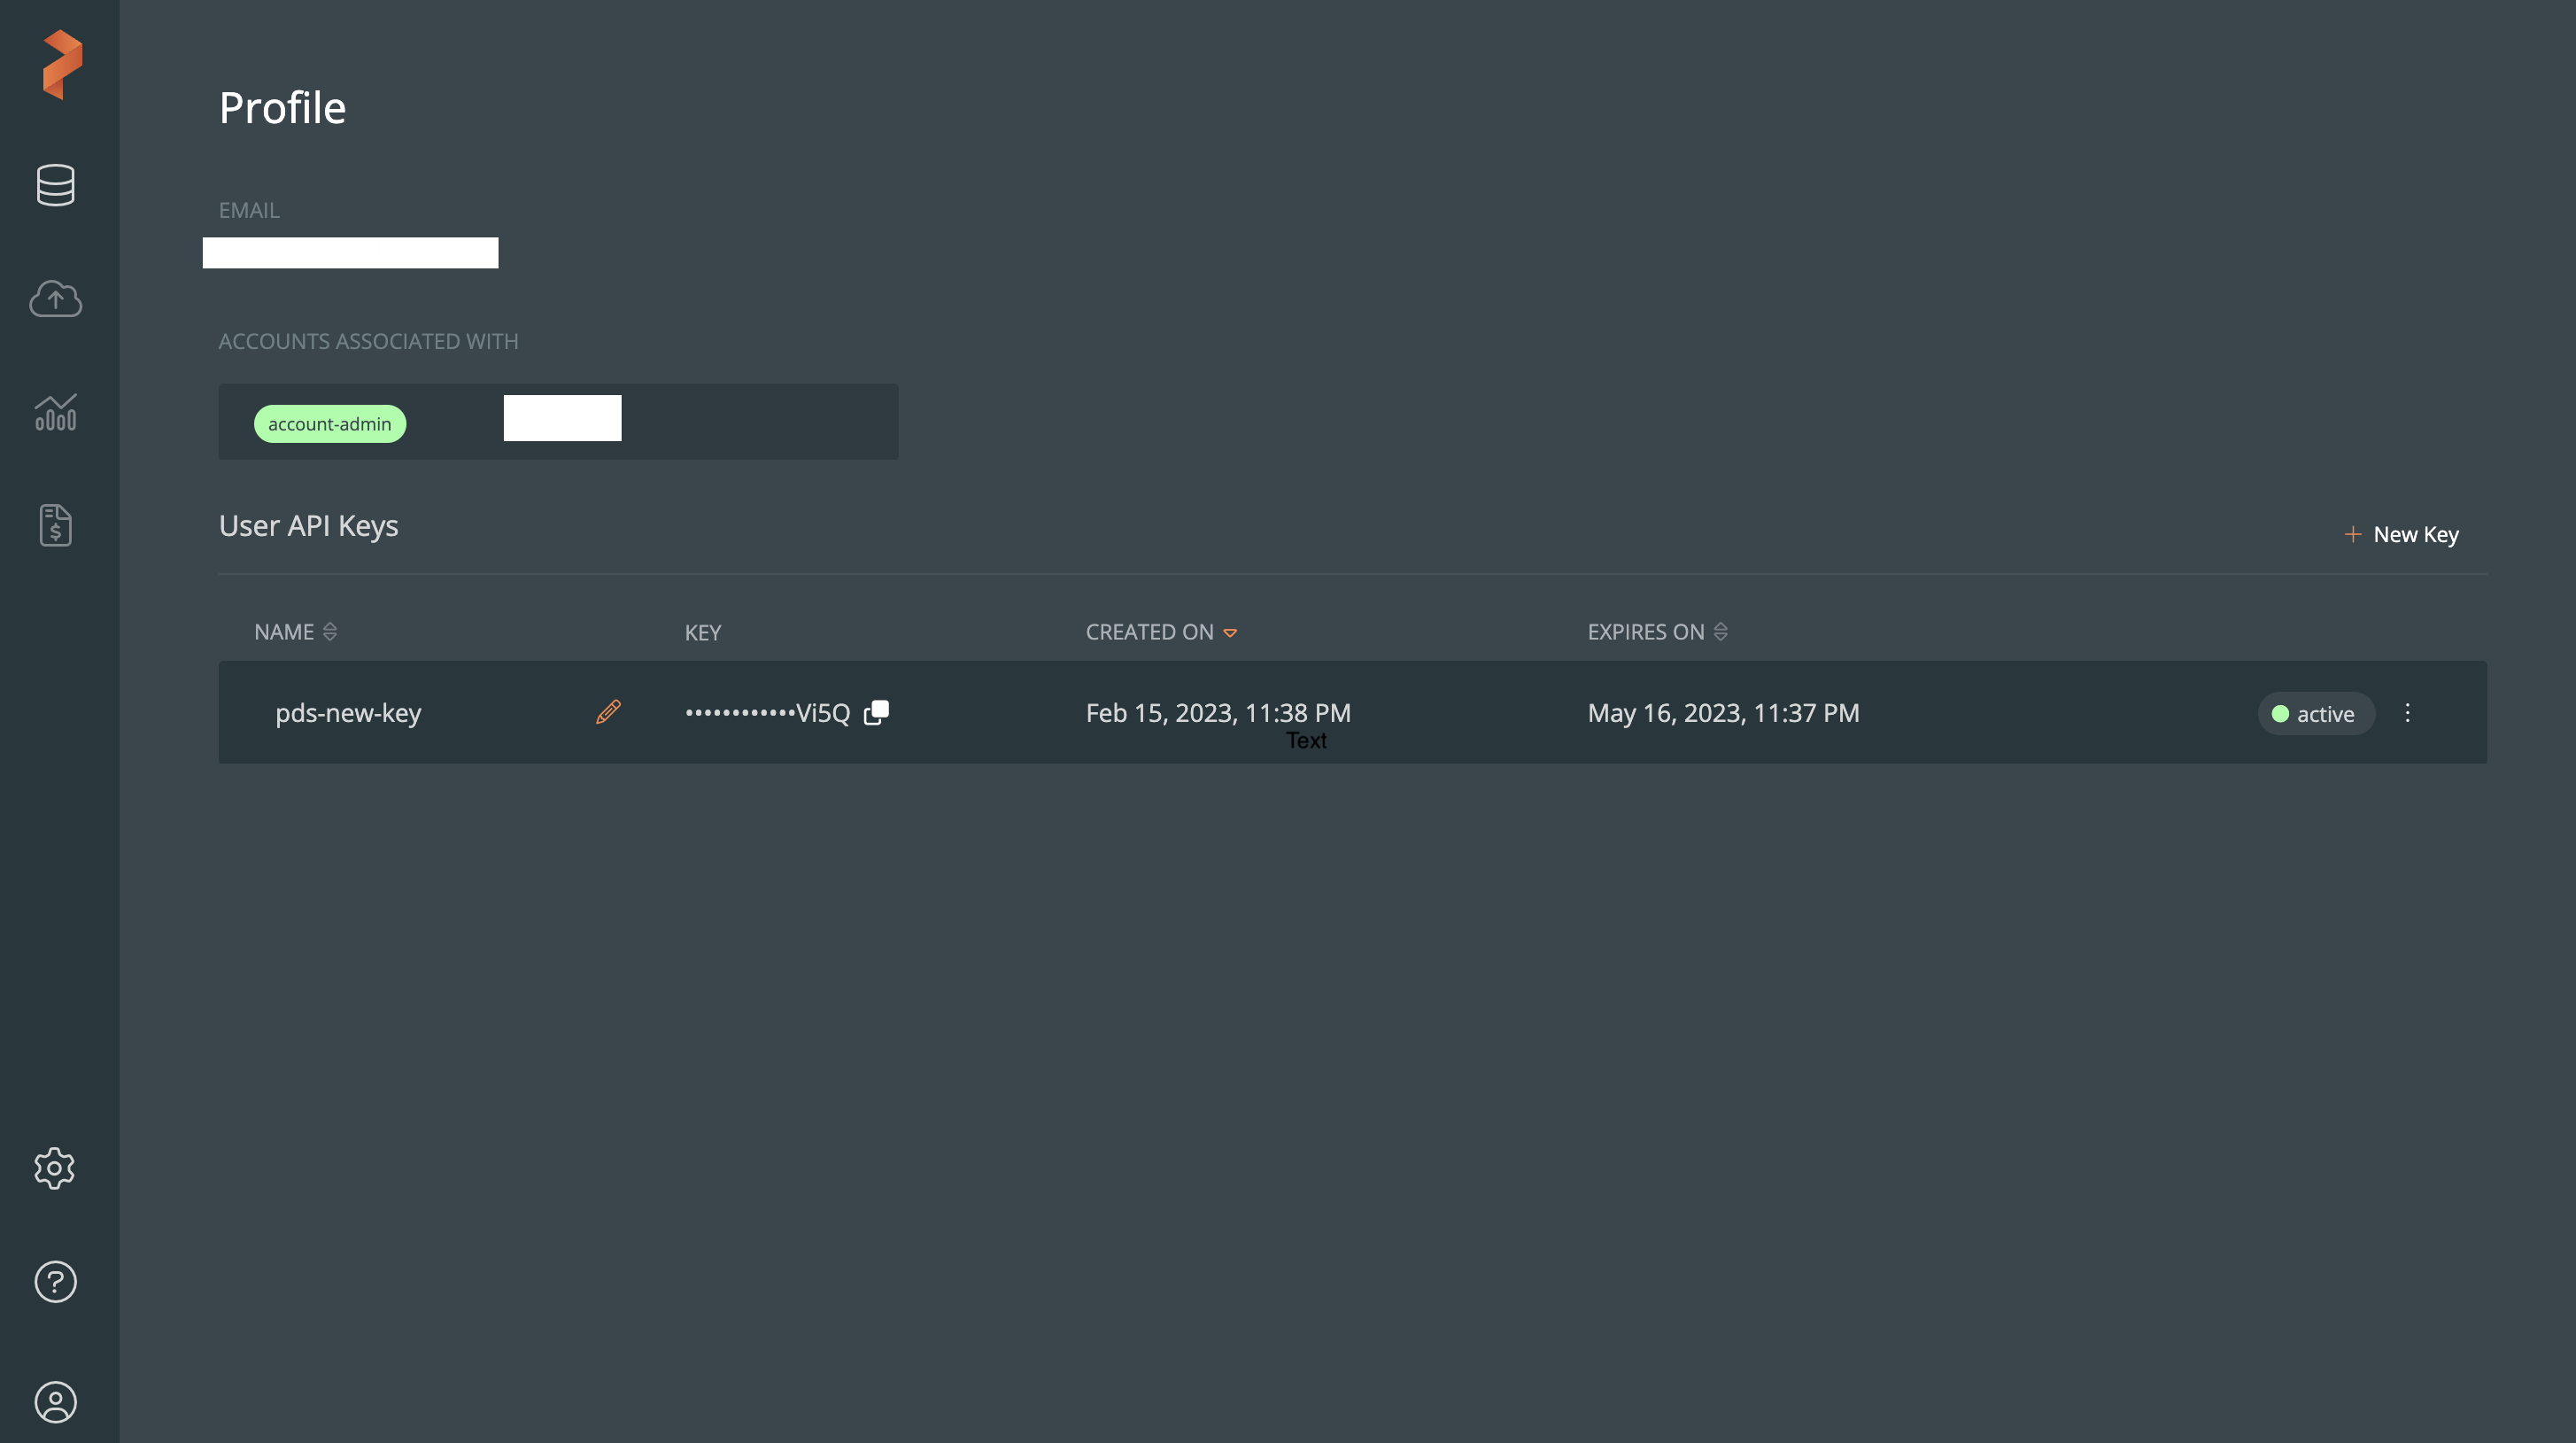 Profile
EMAIL
ACCOUNTS ASSOCIATED WITH
account-admin
User API Keys
New Key
NAME KEY CREATED ON EXPIRES ON
pds-new-key ••••••••••••Vi5Q Feb 15, 2023, 11:38 PM May 16, 2023, 11:37 PM active
Text